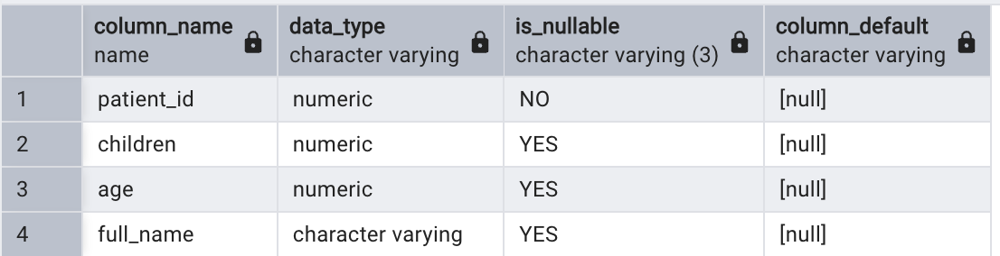 column_name data_type is_nullable column_default
name character varying character varying (3) character varying
1 patient_id numeric NO [null]
2 children numeric YES [null]
3 age numeric YES [null]
4 full_name character varying YES [null]